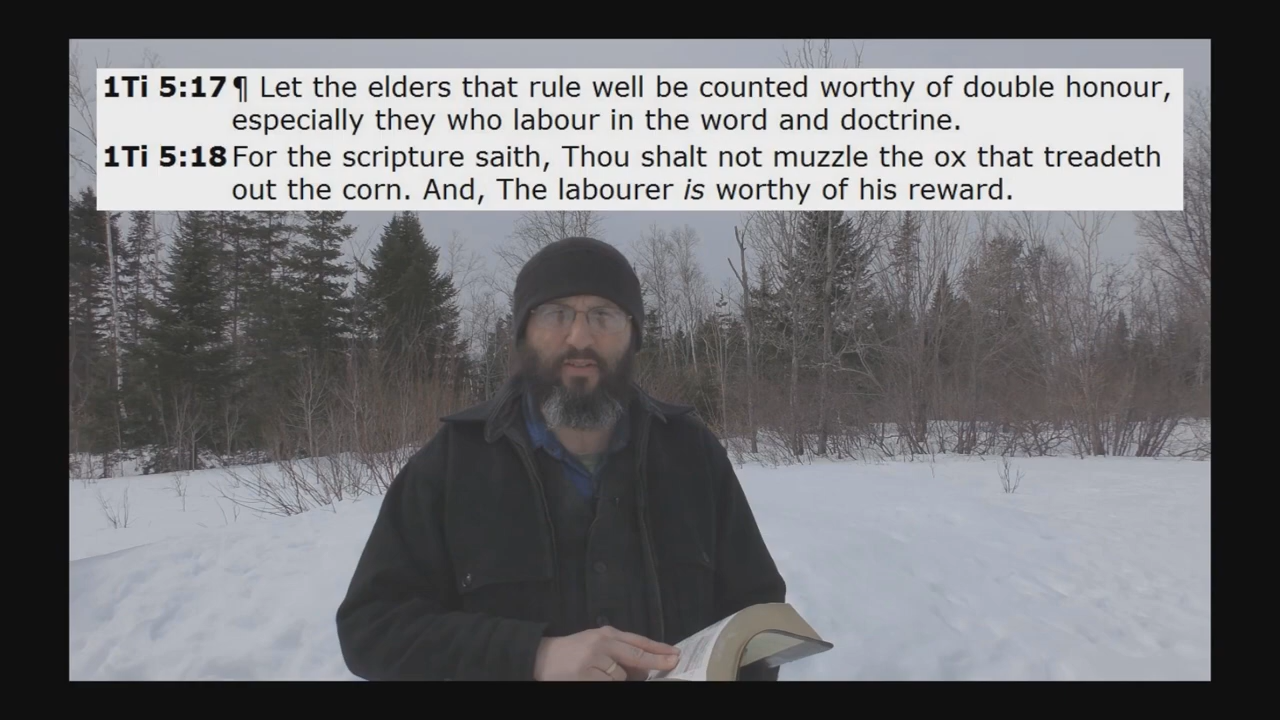 1Ti 5:17 ¶ Let the elders that rule well be counted worthy of double honour,
especially they who labour in the word and doctrine.
1Ti 5:18 For the scripture saith, Thou shalt not muzzle the ox that treadeth
out the corn. And, The labourer is worthy of his reward.